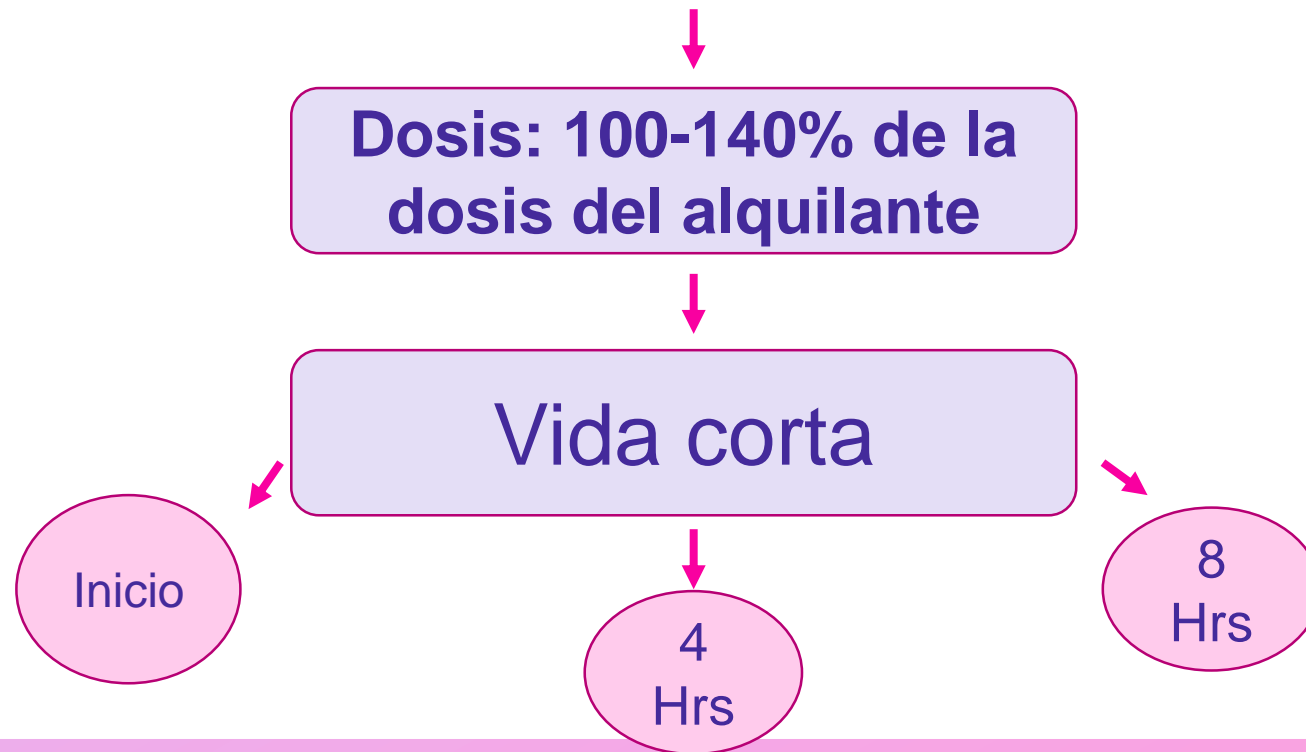 Dosis: 100-140% de la
dosis del alquilante
Vida corta
Inicio
4
Hrs
8
Hrs